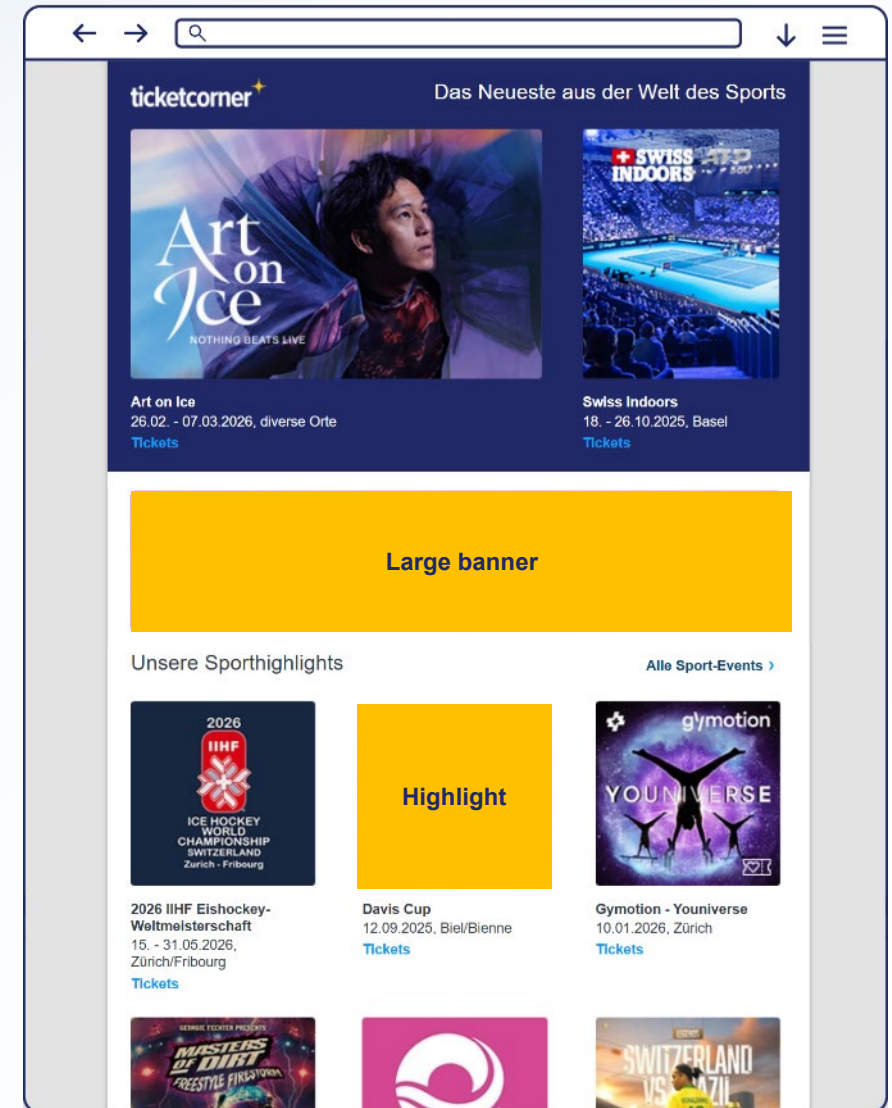 ticketcorner
Das Neueste aus der Welt des Sports
Art
on
Ice
NOTHING BEATS LIVE
SWISS
INDOORS
ATP
500
Art on Ice
26.02. - 07.03.2026, diverse Orte
Tickets
Swiss Indoors
18. - 26.10.2025, Basel
Tickets
Large banner
Unsere Sporthighlights
Alle Sport-Events ›
2026
IIHF
ICE HOCKEY
WORLD
CHAMPIONSHIP
SWITZERLAND
Zurich - Fribourg
Highlight
gymotion
YOUNIVERSE
2026 IIHF Eishockey-
Weltmeisterschaft
15. - 31.05.2026,
Zürich/Fribourg
Tickets
Davis Cup
12.09.2025, Biel/Bienne
Tickets
Gymotion - Youniverse
10.01.2026, Zürich
Tickets
MASTERS
OF DIRT
FREESTYLE FIRESTORM
LEGENDS
SWITZERLAND